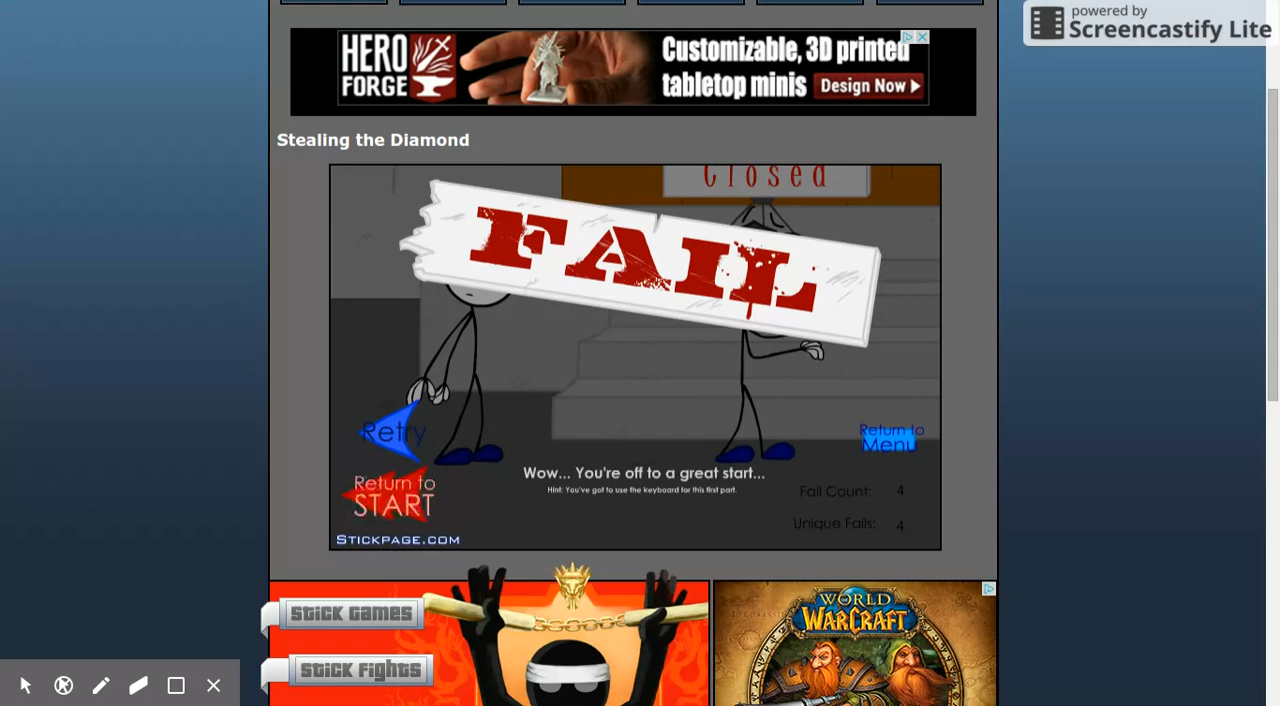 powered by
Screencastify Lite
HERO
FORGE
Customizable, 3D printed
tabletop minis
Design Now
Stealing the Diamond
Closed
FAIL
Retry
Return to
Menu
Wow... You're off to a great start...
Hint: You've got to use the keyboard for this first part.
Return to
START
Fail Count: 4
Unique Fails: 4
STICKPAGE.COM
STICK GAMES
STICK FIGHTS
WORLD
WARCRAFT